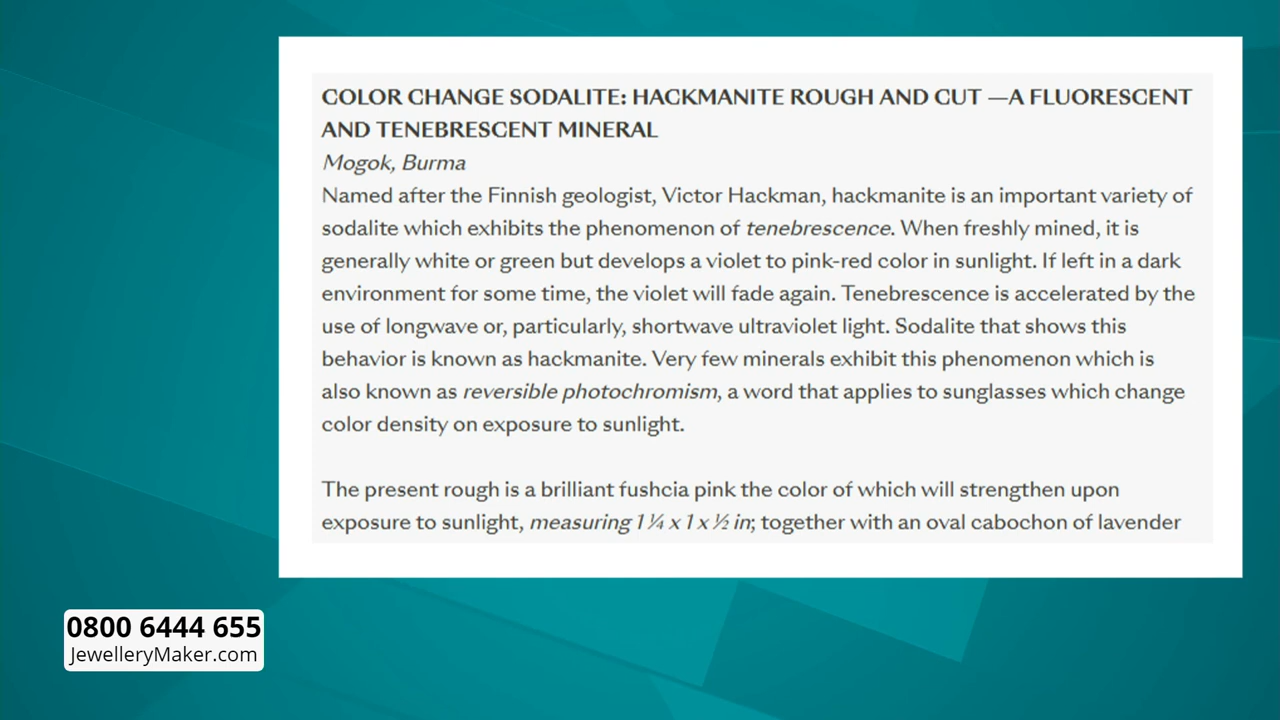 COLOR CHANGE SODALITE: HACKMANITE ROUGH AND CUT —A FLUORESCENT
AND TENEBRESCENT MINERAL
Mogok, Burma
Named after the Finnish geologist, Victor Hackman, hackmanite is an important variety of
sodalite which exhibits the phenomenon of tenebrescence. When freshly mined, it is
generally white or green but develops a violet to pink-red color in sunlight. If left in a dark
environment for some time, the violet will fade again. Tenebrescence is accelerated by the
use of longwave or, particularly, shortwave ultraviolet light. Sodalite that shows this
behavior is known as hackmanite. Very few minerals exhibit this phenomenon which is
also known as reversible photochromism, a word that applies to sunglasses which change
color density on exposure to sunlight.
The present rough is a brilliant fushcia pink the color of which will strengthen upon
exposure to sunlight, measuring 1¼ x 1 x ½ in; together with an oval cabochon of lavender
0800 6444 655
JewelleryMaker.com